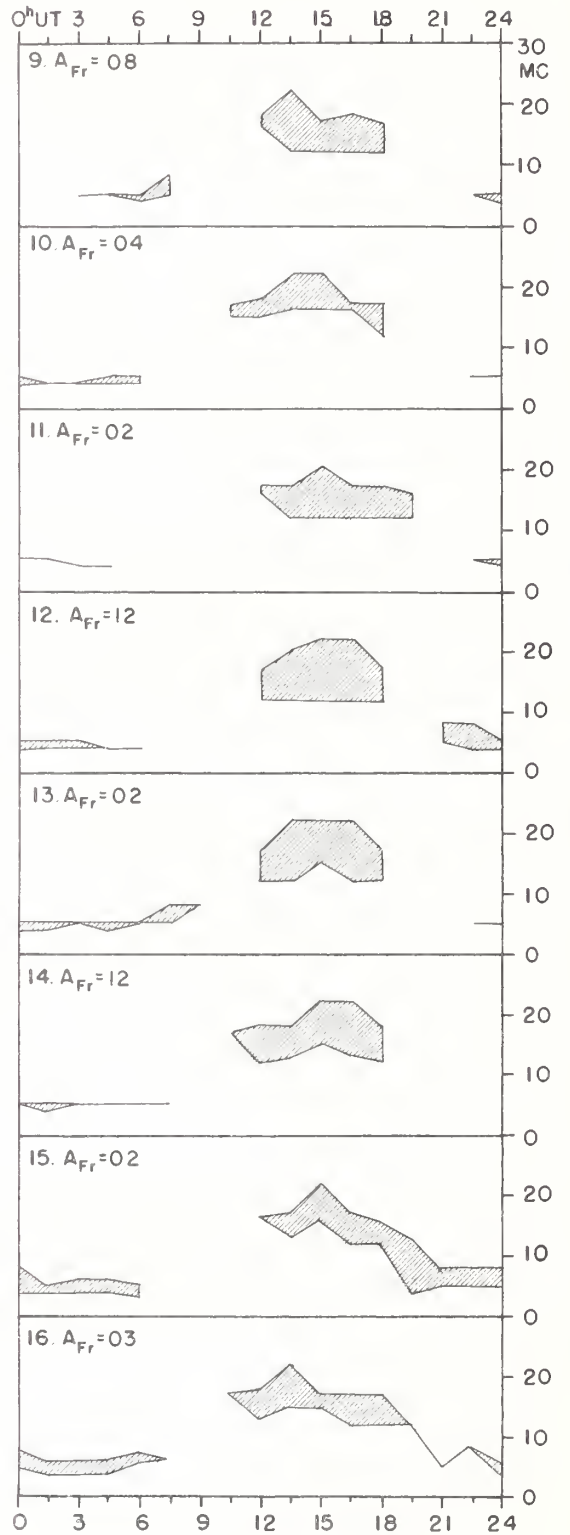 0ʰUT 3 6 9 12 15 18 21 24
9. A_Fr = 08
30
MC
20
10
0
10. A_Fr = 04
20
10
0
11. A_Fr = 02
20
10
0
12. A_Fr = 12
20
10
0
13. A_Fr = 02
20
10
0
14. A_Fr = 12
20
10
0
15. A_Fr = 02
20
10
0
16. A_Fr = 03
20
10
0
0 3 6 9 12 15 18 21 24